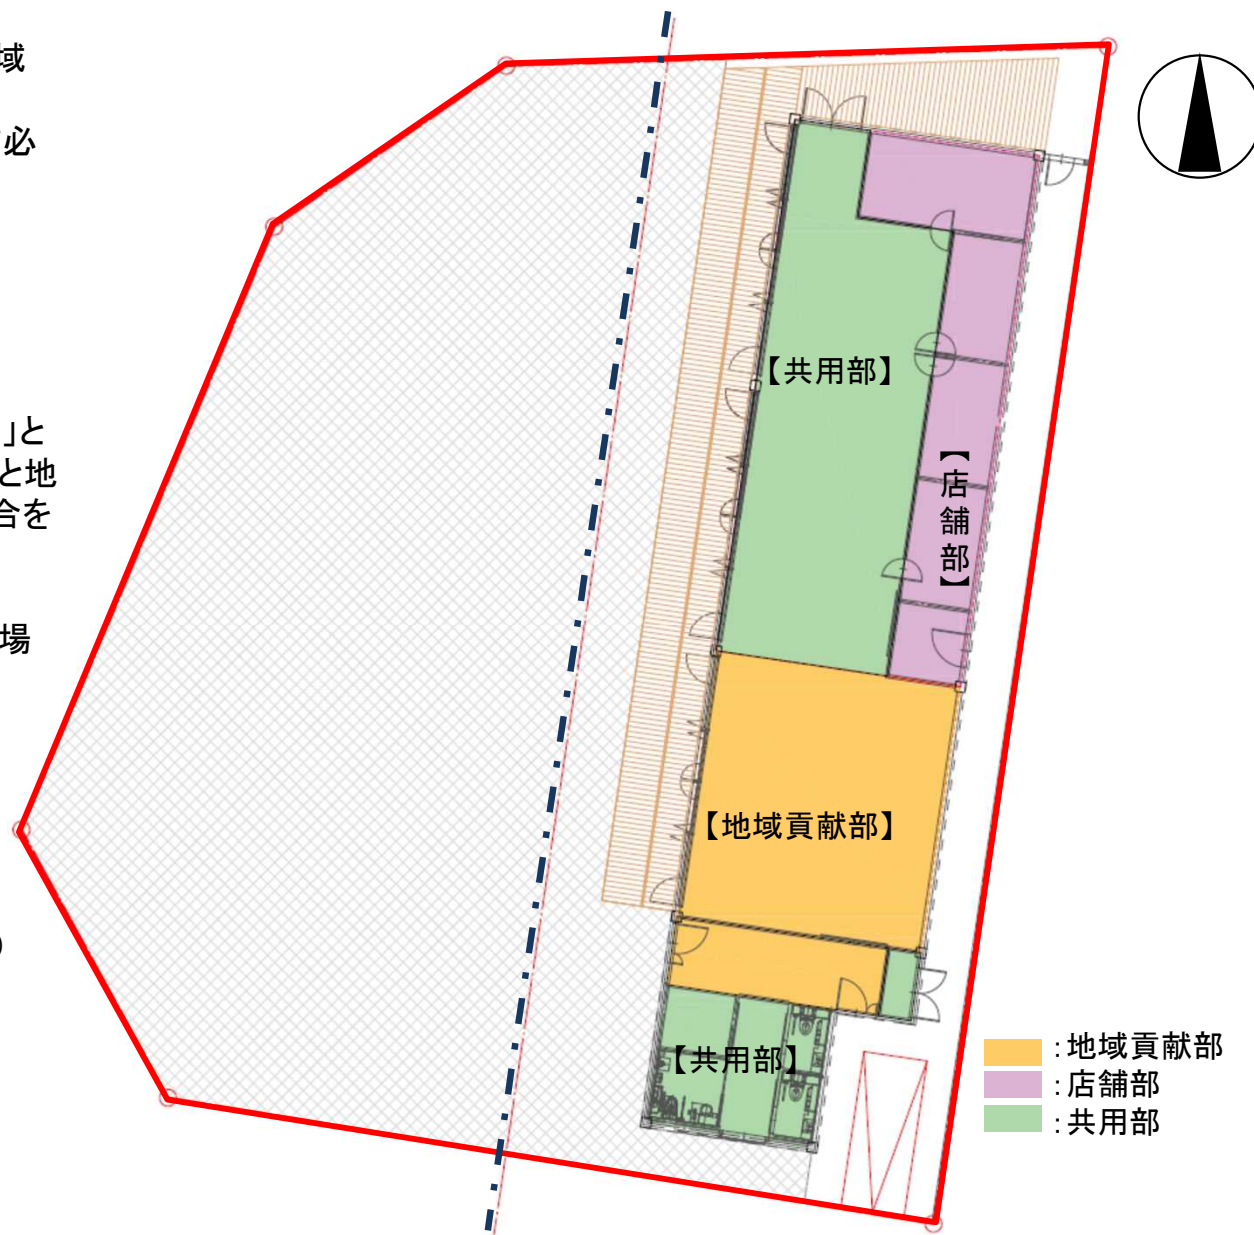 域
必
」と
と地
合を
場
）
【共用部】
【店舗部】
【地域貢献部】
【共用部】
：地域貢献部
：店舗部
：共用部